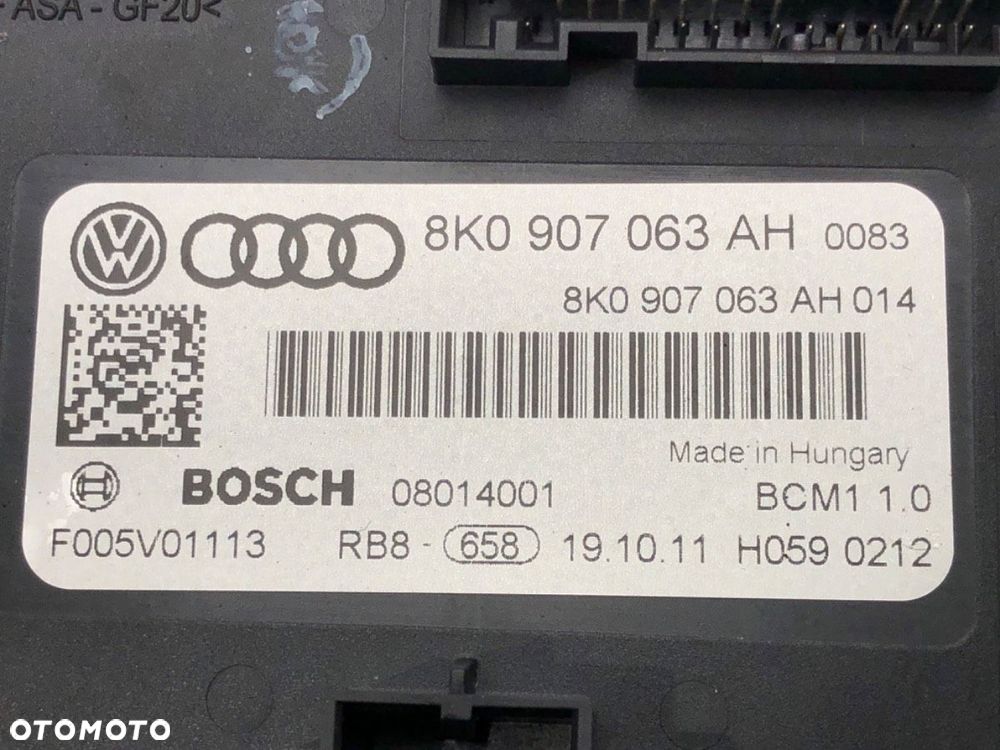 ASA - GF20<
8K0 907 063 AH 0083
8K0 907 063 AH 014
Made in Hungary
BOSCH 08014001 BCM1 1.0
F005V01113 RB8 - 658 19.10.11 H059 0212
OTOMOTO